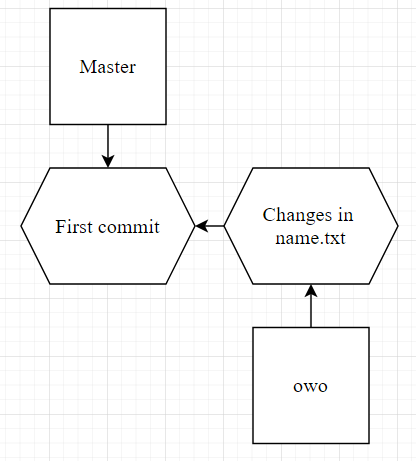 Master
First commit
Changes in
name.txt
owo